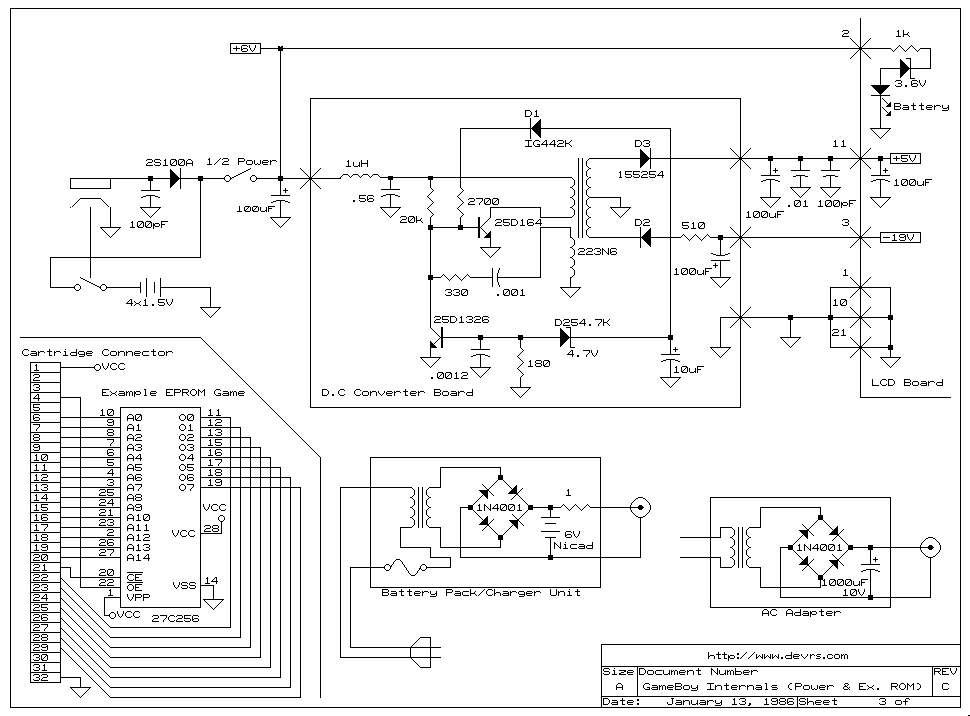 2
1k
+6V
3.6V
Battery
D1
IG442K
2S100A
1/2 Power
1uH
D3
155254
11
+5V
100pF
100uF
.56
20k
2700
25D164
100uF
.01
100pF
100uF
D2
510
3
-19V
223N6
100uF
330
.001
4x1.5V
1
10
21
25D1326
D254.7K
4.7V
.0012
180
10uF
D.C Converter Board
LCD Board
Cartridge Connector
1
VCC
2
3
4
5
6
7
8
9
10
11
12
13
14
15
16
17
18
19
20
21
22
23
24
25
26
27
28
29
30
31
32
Example EPROM Game
10 A0 O0 11
9 A1 O1 12
8 A2 O2 13
7 A3 O3 15
6 A4 O4 16
5 A5 O5 17
4 A6 O6 18
3 A7 O7 19
25 A8
24 A9 VCC
21 A10
23 A11
2 A12 VCC 28
26 A13
27 A14
20 CE VSS 14
22 OE
1 VPP
VCC
27C256
1N4001
1
6V
Nicad
Battery Pack/Charger Unit
1N4001
1000uF
10V
AC Adapter
http://www.devrs.com
Size Document Number REV
A GameBoy Internals (Power & Ex. ROM) C
Date: January 13, 1986 Sheet 3 of